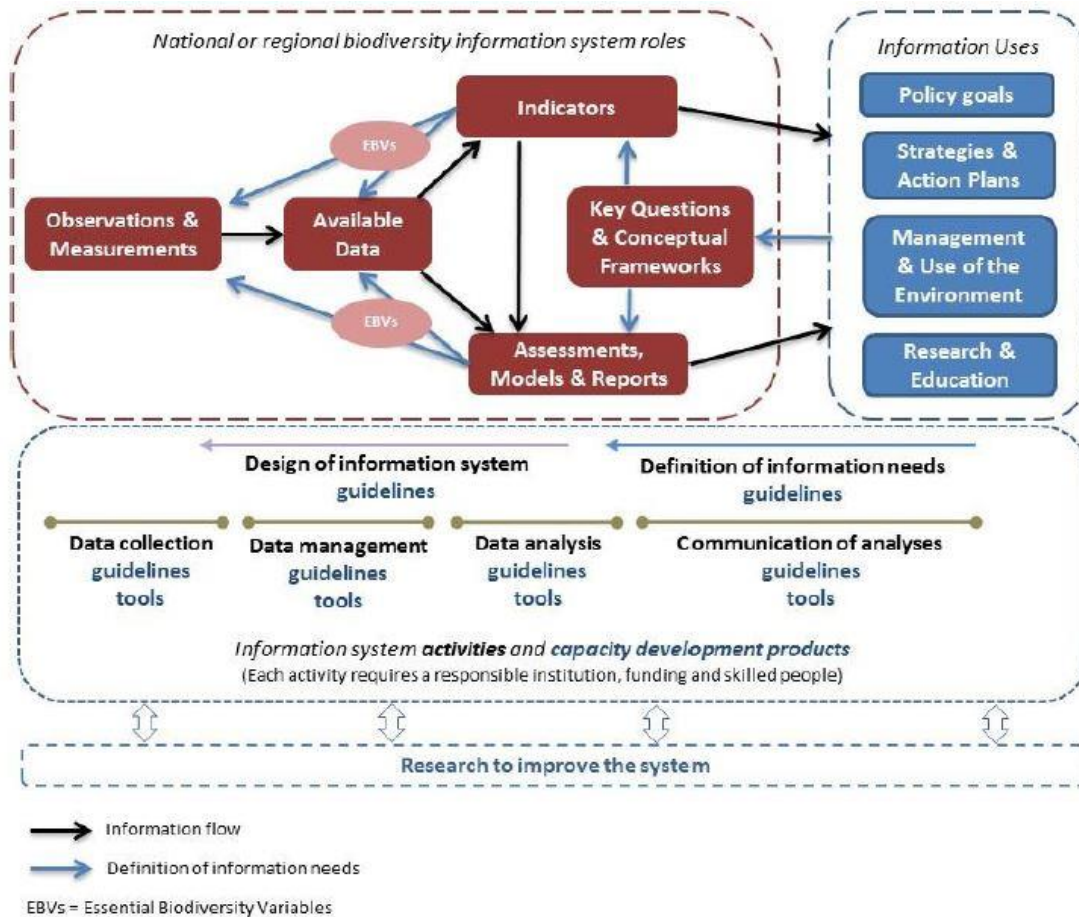 National or regional biodiversity information system roles
Information Uses
Indicators
EBVs
Observations &
Measurements
Available
Data
Key Questions
& Conceptual
Frameworks
EBVs
Assessments,
Models & Reports
Policy goals
Strategies &
Action Plans
Management
& Use of the
Environment
Research &
Education
Design of information system
guidelines
Definition of information needs
guidelines
Data collection
guidelines
tools
Data management
guidelines
tools
Data analysis
guidelines
tools
Communication of analyses
guidelines
tools
Information system activities and capacity development products
(Each activity requires a responsible institution, funding and skilled people)
Research to improve the system
Information flow
Definition of information needs
EBVs = Essential Biodiversity Variables